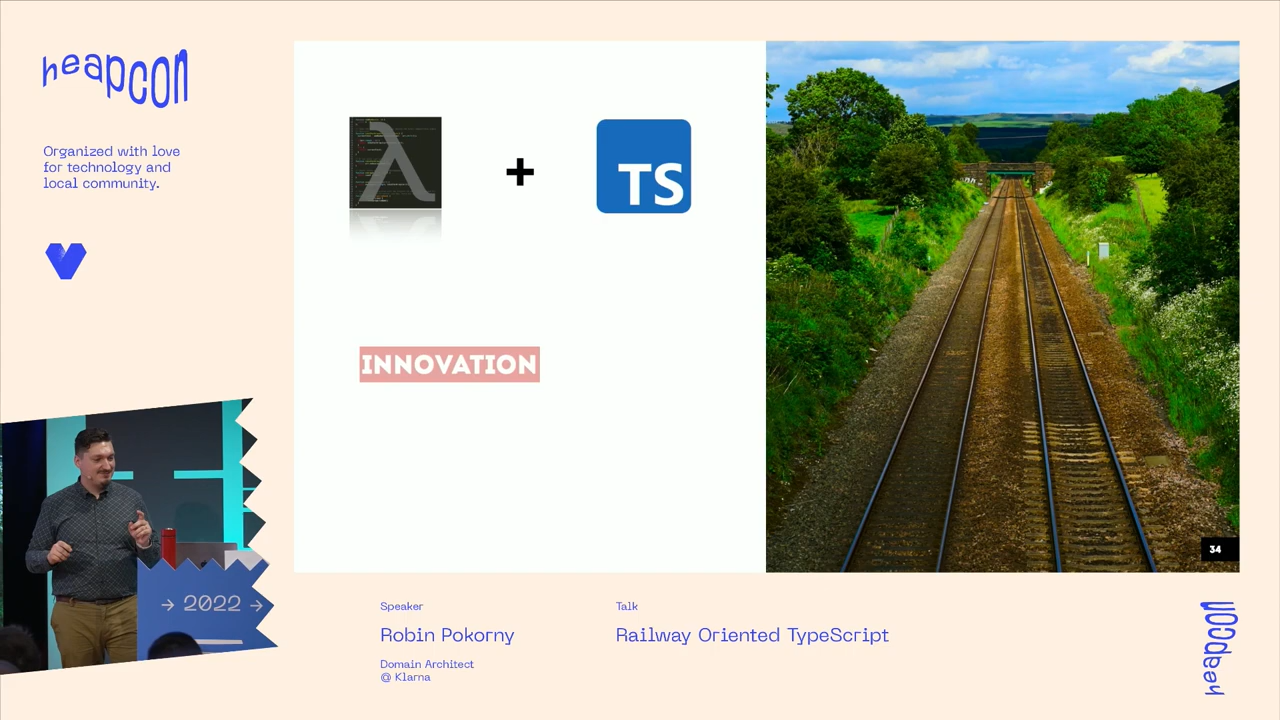 heapcon
Organized with love
for technology and
local community.
λ
+
TS
INNOVATION
34
→ 2022 →
Speaker
Robin Pokorny
Domain Architect
@ Klarna
Talk
Railway Oriented TypeScript
heapcon